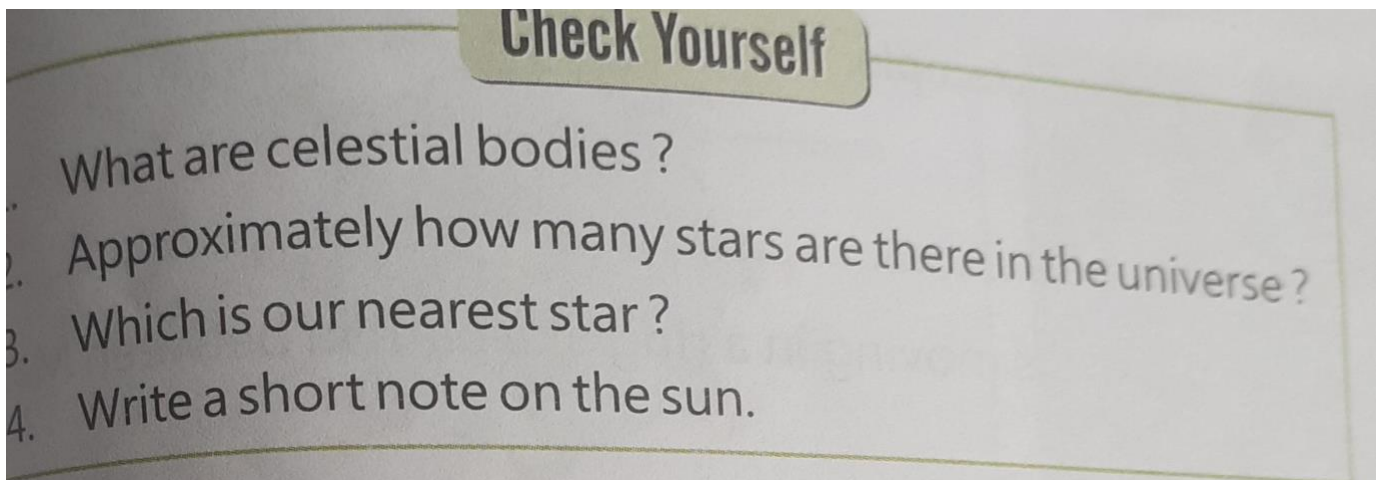 Check Yourself
What are celestial bodies ?
2. Approximately how many stars are there in the universe ?
3. Which is our nearest star ?
4. Write a short note on the sun.